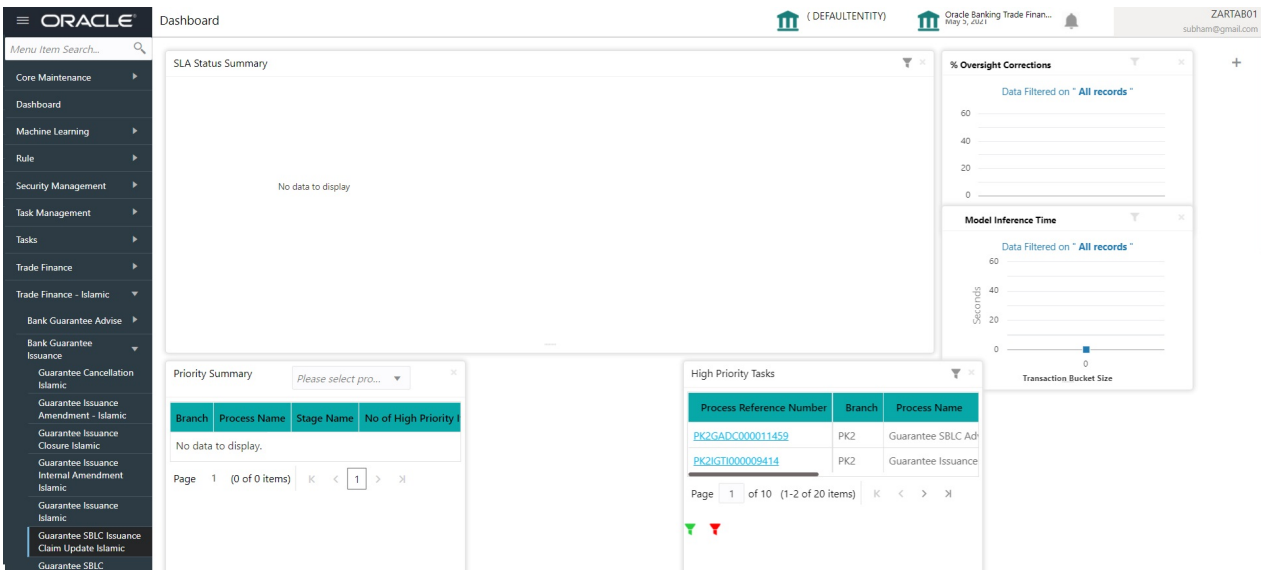 ORACLE
Dashboard
( DEFAULTENTITY)
Oracle Banking Trade Finan...
May 5, 2021
ZARTAB01
subham@gmail.com
Menu Item Search...
Core Maintenance
Dashboard
Machine Learning
Rule
Security Management
Task Management
Tasks
Trade Finance
Trade Finance - Islamic
Bank Guarantee Advise
Bank Guarantee
Issuance
Guarantee Cancellation
Islamic
Guarantee Issuance
Amendment - Islamic
Guarantee Issuance
Closure Islamic
Guarantee Issuance
Internal Amendment
Islamic
Guarantee Issuance
Islamic
Guarantee SBLC Issuance
Claim Update Islamic
Guarantee SBLC
SLA Status Summary
No data to display
% Oversight Corrections
Data Filtered on " All records "
60
40
20
0
Model Inference Time
Data Filtered on " All records "
60
40
20
0
Seconds
0
Transaction Bucket Size
Priority Summary
Please select pro...
Branch Process Name Stage Name No of High Priority
No data to display.
Page 1 (0 of 0 items) 1
High Priority Tasks
Process Reference Number Branch Process Name
PK2GADC000011459 PK2 Guarantee SBLC Ad
PK2IGTI000009414 PK2 Guarantee Issuance
Page 1 of 10 (1-2 of 20 items)